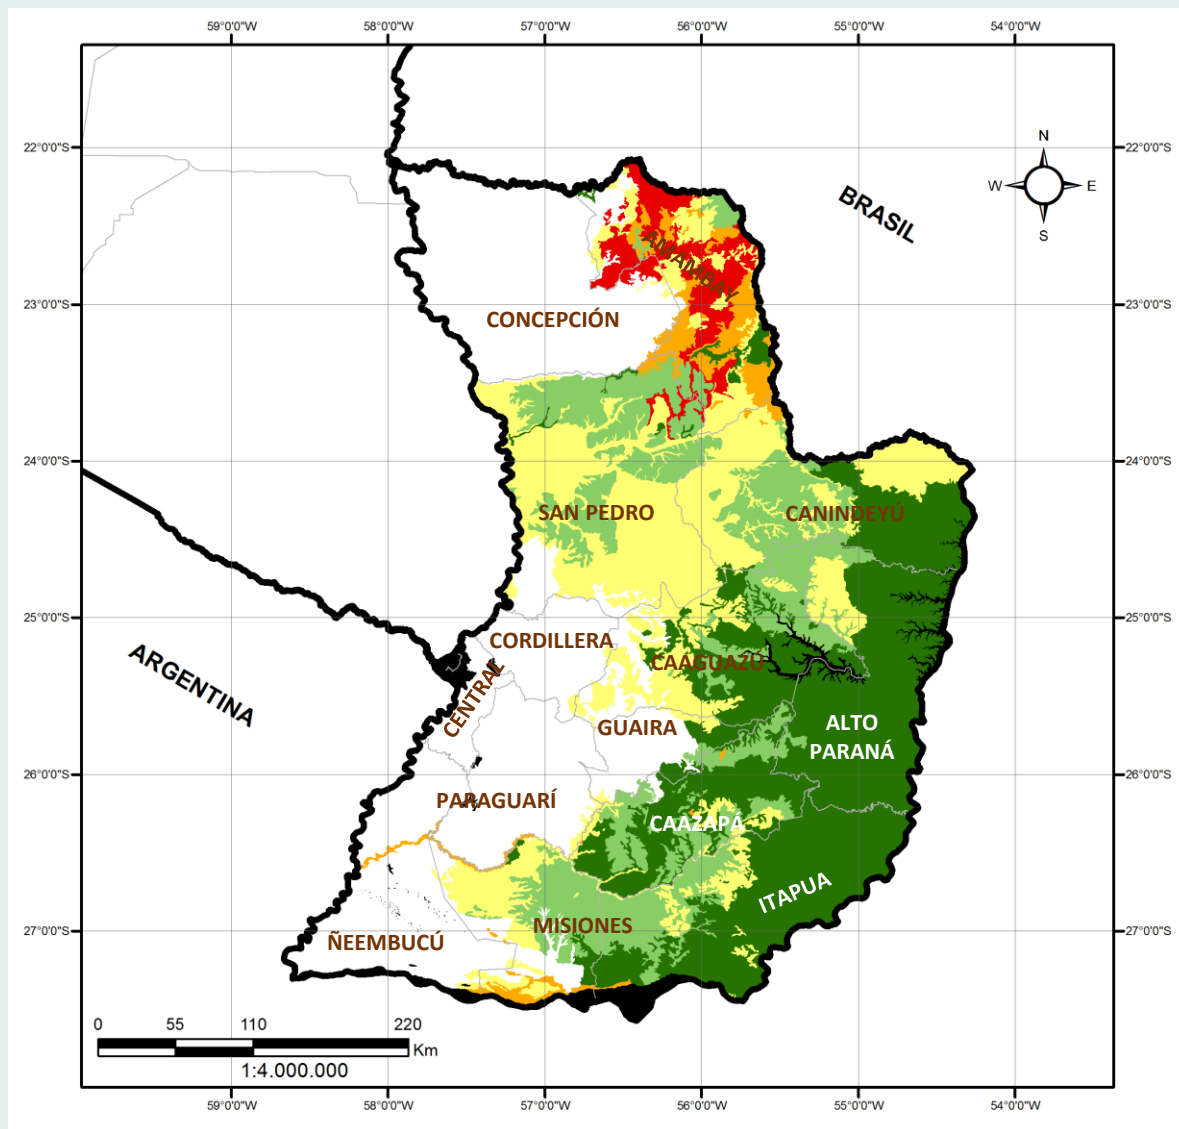 59°0'0"W 58°0'0"W 57°0'0"W 56°0'0"W 55°0'0"W 54°0'0"W
22°0'0"S 22°0'0"S
N
W E
S
BRASIL
AMAMBAY
23°0'0"S 23°0'0"S
CONCEPCIÓN
24°0'0"S 24°0'0"S
SAN PEDRO
CANINDEYÚ
25°0'0"S 25°0'0"S
CORDILLERA
CAAGUAZÚ
ARGENTINA
CENTRAL
GUAIRA
ALTO
PARANÁ
26°0'0"S 26°0'0"S
PARAGUARÍ
CAAZAPÁ
ITAPUA
MISIONES
27°0'0"S 27°0'0"S
ÑEEMBUCÚ
0 55 110 220
Km
1:4.000.000
59°0'0"W 58°0'0"W 57°0'0"W 56°0'0"W 55°0'0"W 54°0'0"W